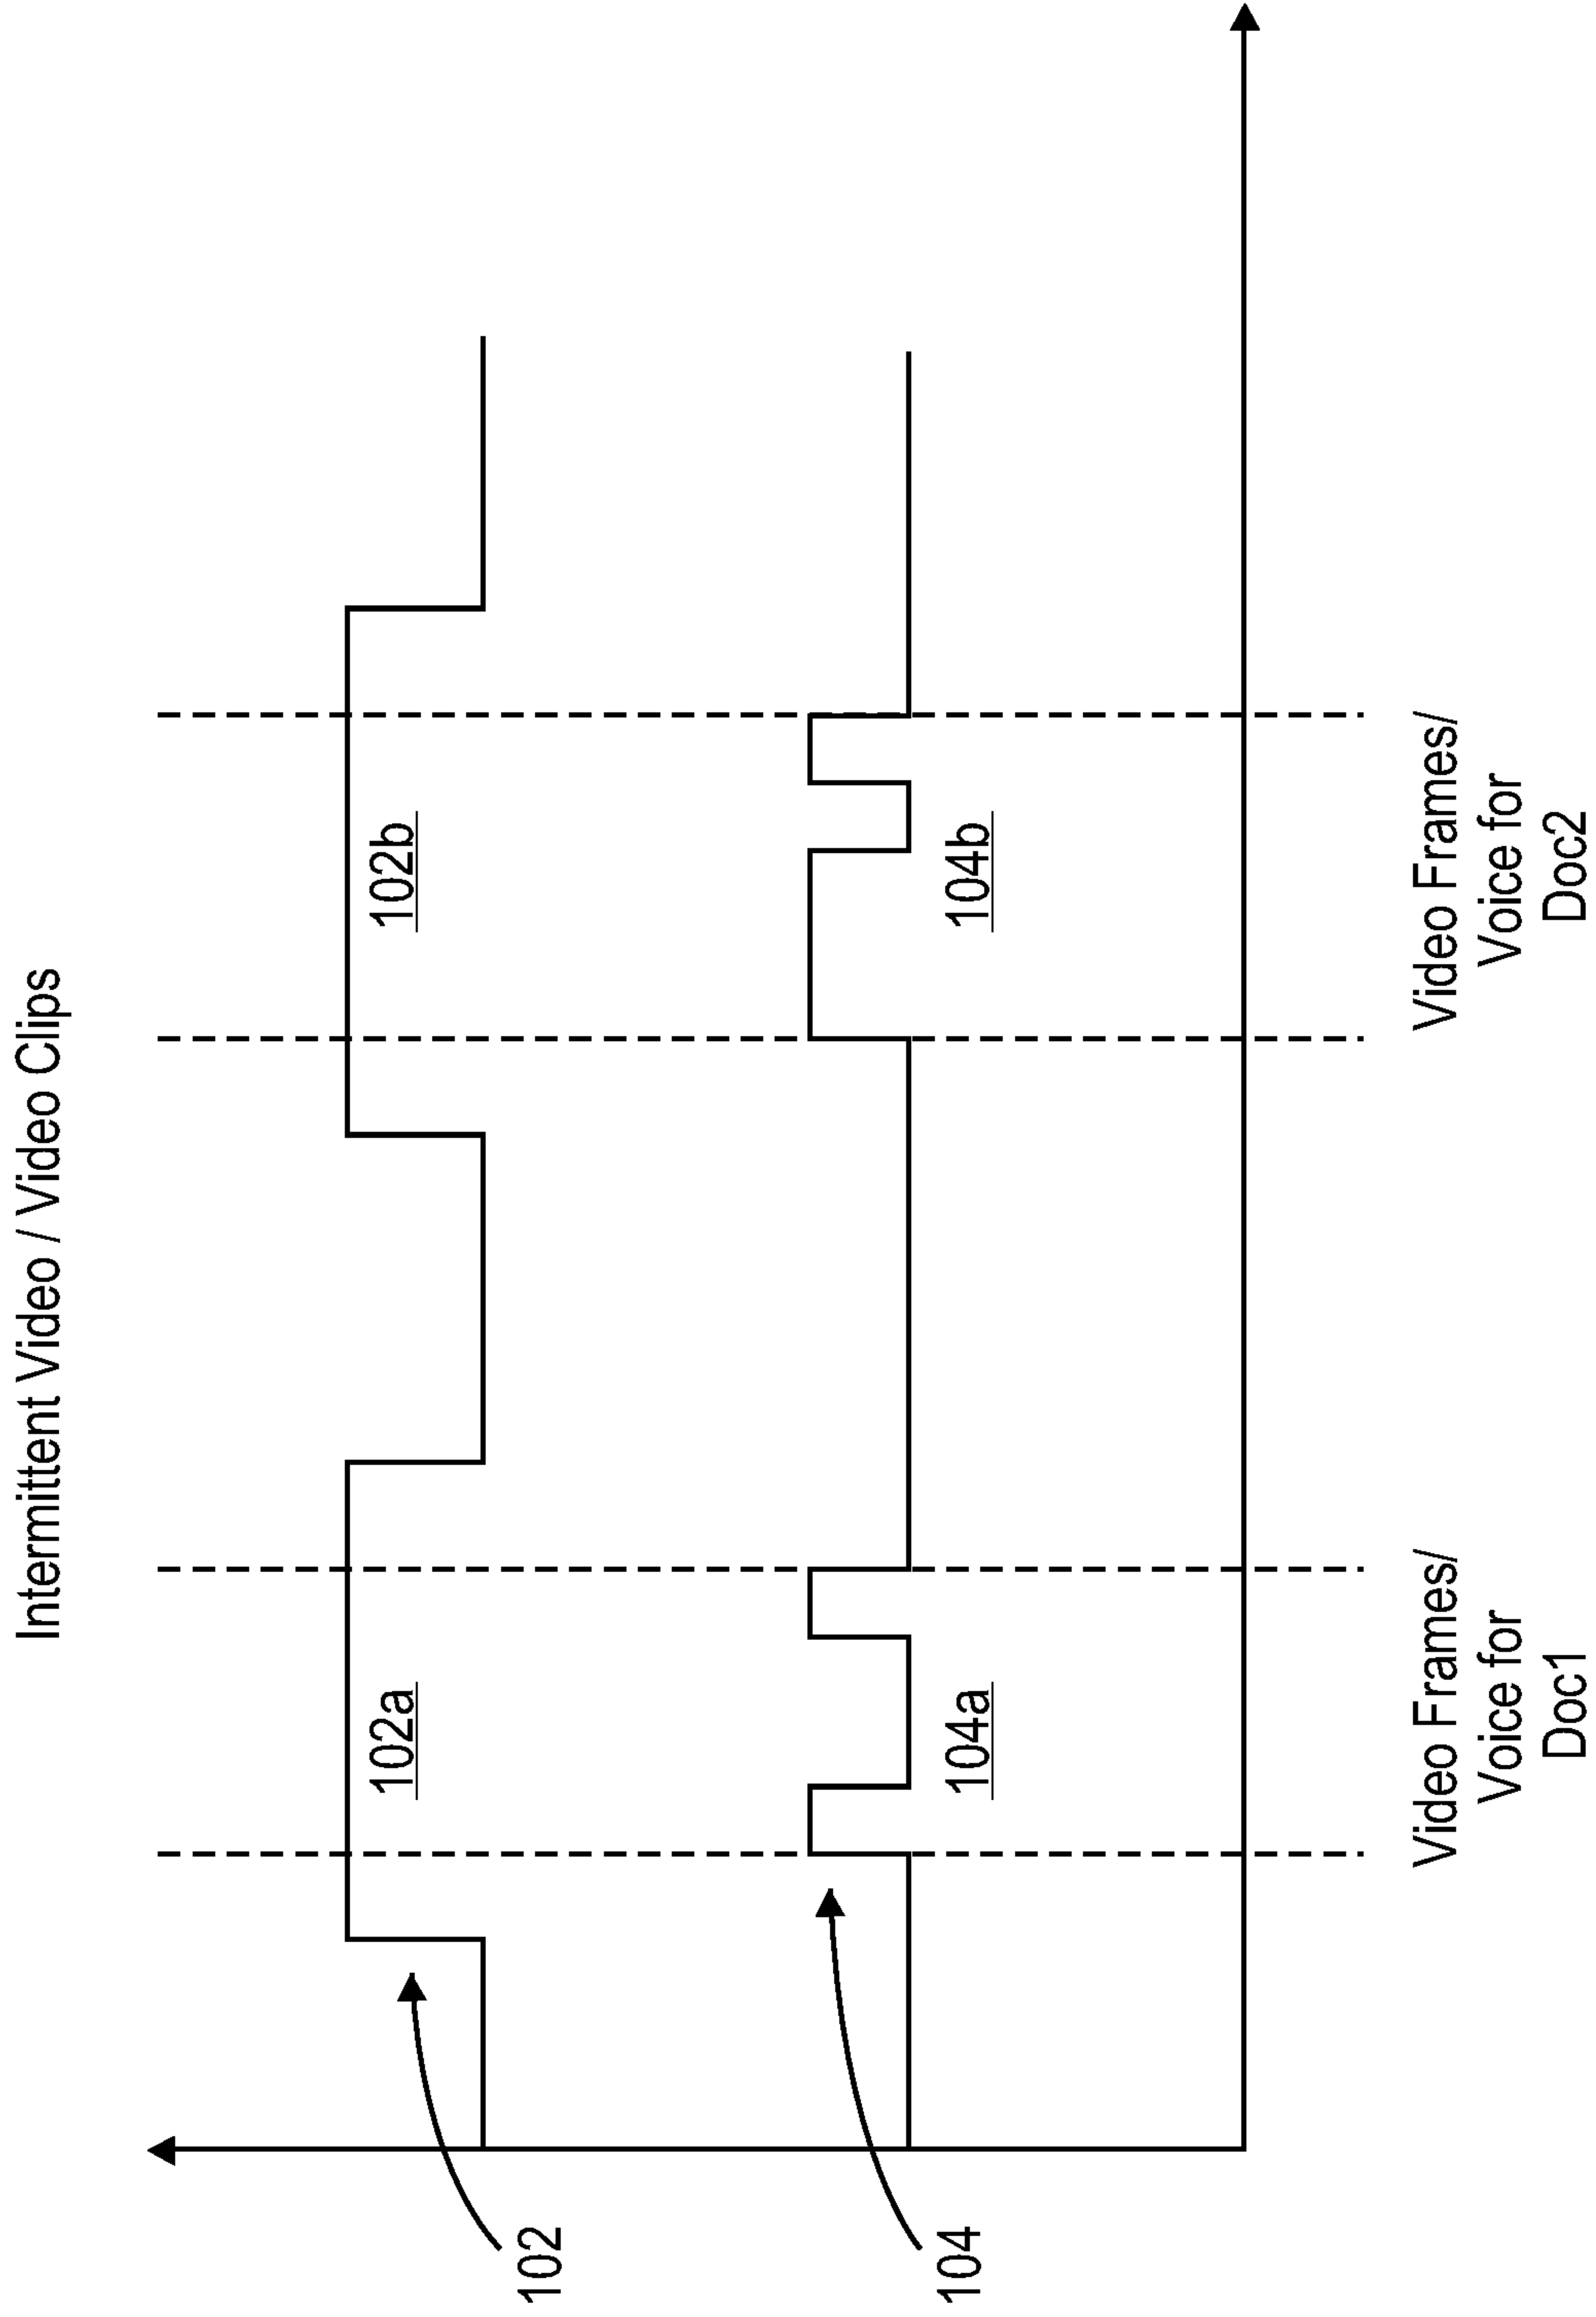 Intermittent Video / Video Clips
102
102a
102b
104
104a
104b
Video Frames/
Voice for
Doc1
Video Frames/
Voice for
Doc2